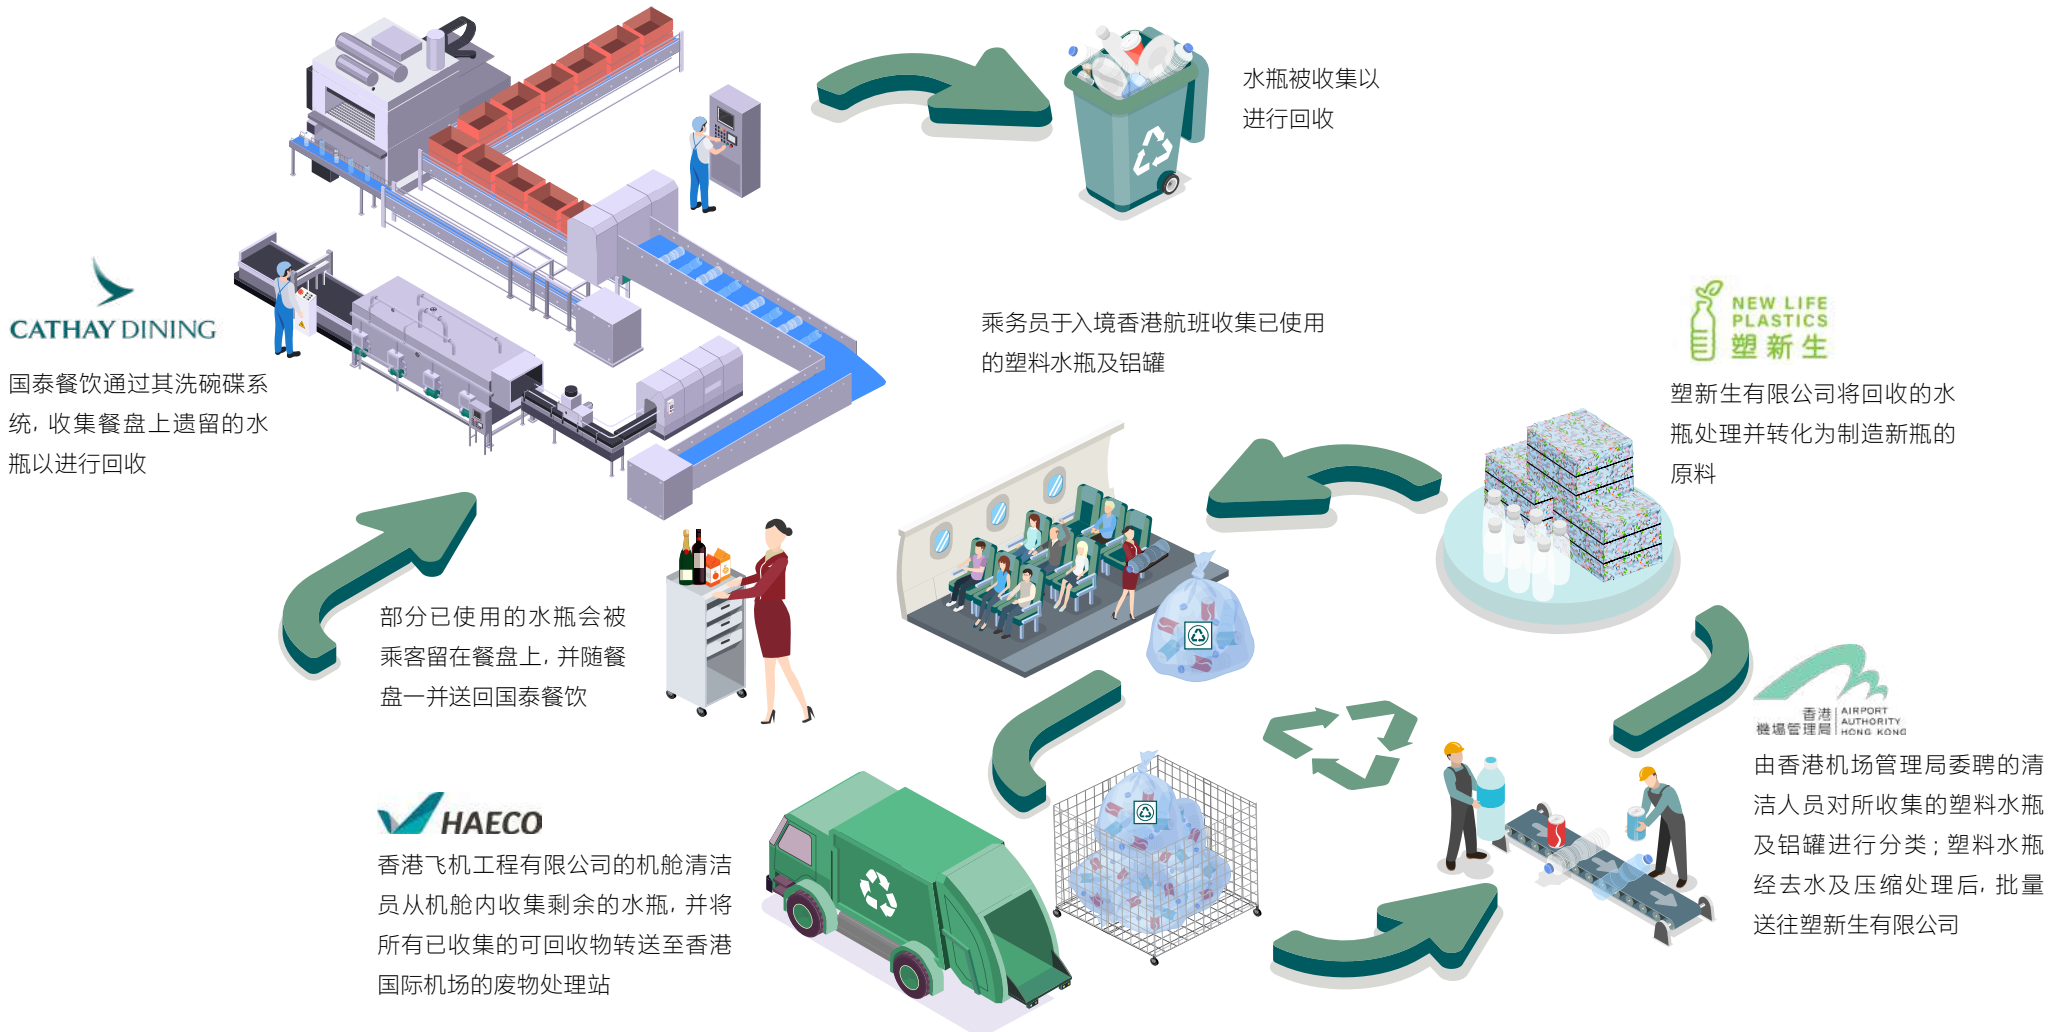 水瓶被收集以
进行回收
CATHAY DINING
国泰餐饮通过其洗碗碟系
统, 收集餐盘上遗留的水
瓶以进行回收
乘务员于入境香港航班收集已使用
的塑料水瓶及铝罐
NEW LIFE
PLASTICS
塑新生
塑新生有限公司将回收的水
瓶处理并转化为制造新瓶的
原料
部分已使用的水瓶会被
乘客留在餐盘上, 并随餐
盘一并送回国泰餐饮
HAECO
香港飞机工程有限公司的机舱清洁
员从机舱内收集剩余的水瓶, 并将
所有已收集的可回收物转送至香港
国际机场的废物处理站
香港
機場管理局
AIRPORT
AUTHORITY
HONG KONG
由香港机场管理局委聘的清
洁人员对所收集的塑料水瓶
及铝罐进行分类; 塑料水瓶
经去水及压缩处理后, 批量
送往塑新生有限公司